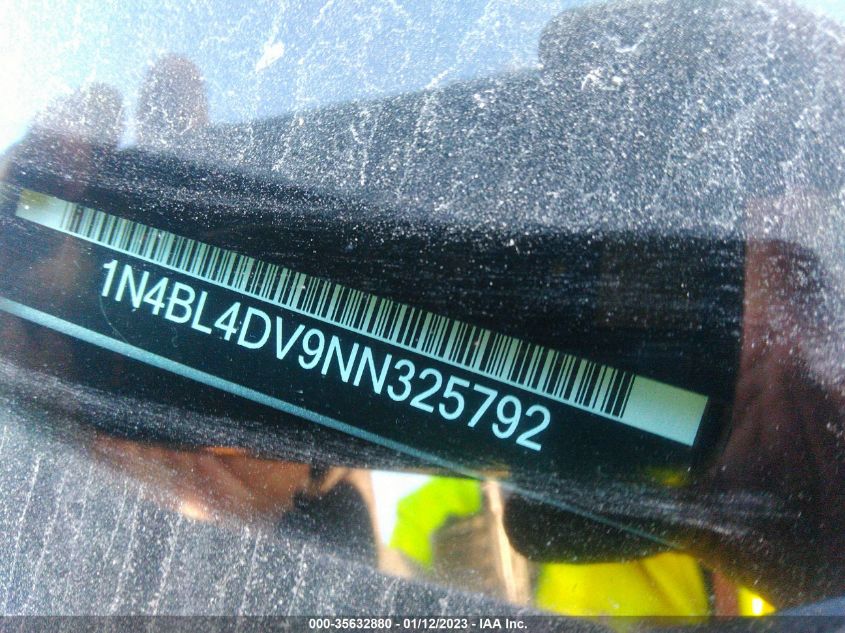 1N4BL4DV9NN325792
000-35632880 - 01/12/2023 - IAA Inc.